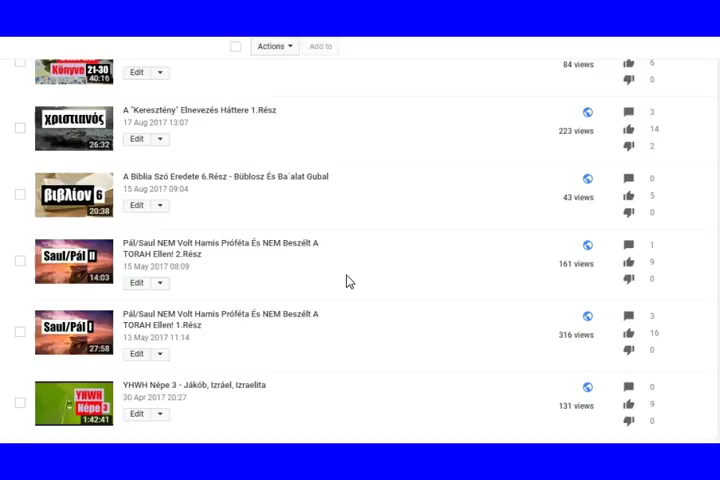 Actions
Add to
Könyve 21-30
40:16
Edit
84 views
6
0
χριστιανός
26:32
A "Keresztény" Elnevezés Háttere 1.Rész
17 Aug 2017 13:07
Edit
223 views
3
14
2
βιβλίον 6
20:38
A Biblia Szó Eredete 6.Rész - Büblosz És Ba`alat Gubal
15 Aug 2017 09:04
Edit
43 views
0
5
0
Saul/Pál II
14:03
Pál/Saul NEM Volt Hamis Próféta És NEM Beszélt A
TORAH Ellen! 2.Rész
15 May 2017 08:09
Edit
161 views
1
9
0
Saul/Pál I
27:58
Pál/Saul NEM Volt Hamis Próféta És NEM Beszélt A
TORAH Ellen! 1.Rész
13 May 2017 11:14
Edit
316 views
3
16
0
YHWH
Népe 3
1:42:41
YHWH Népe 3 - Jákób, Izráel, Izraelita
30 Apr 2017 20:27
Edit
131 views
0
9
0